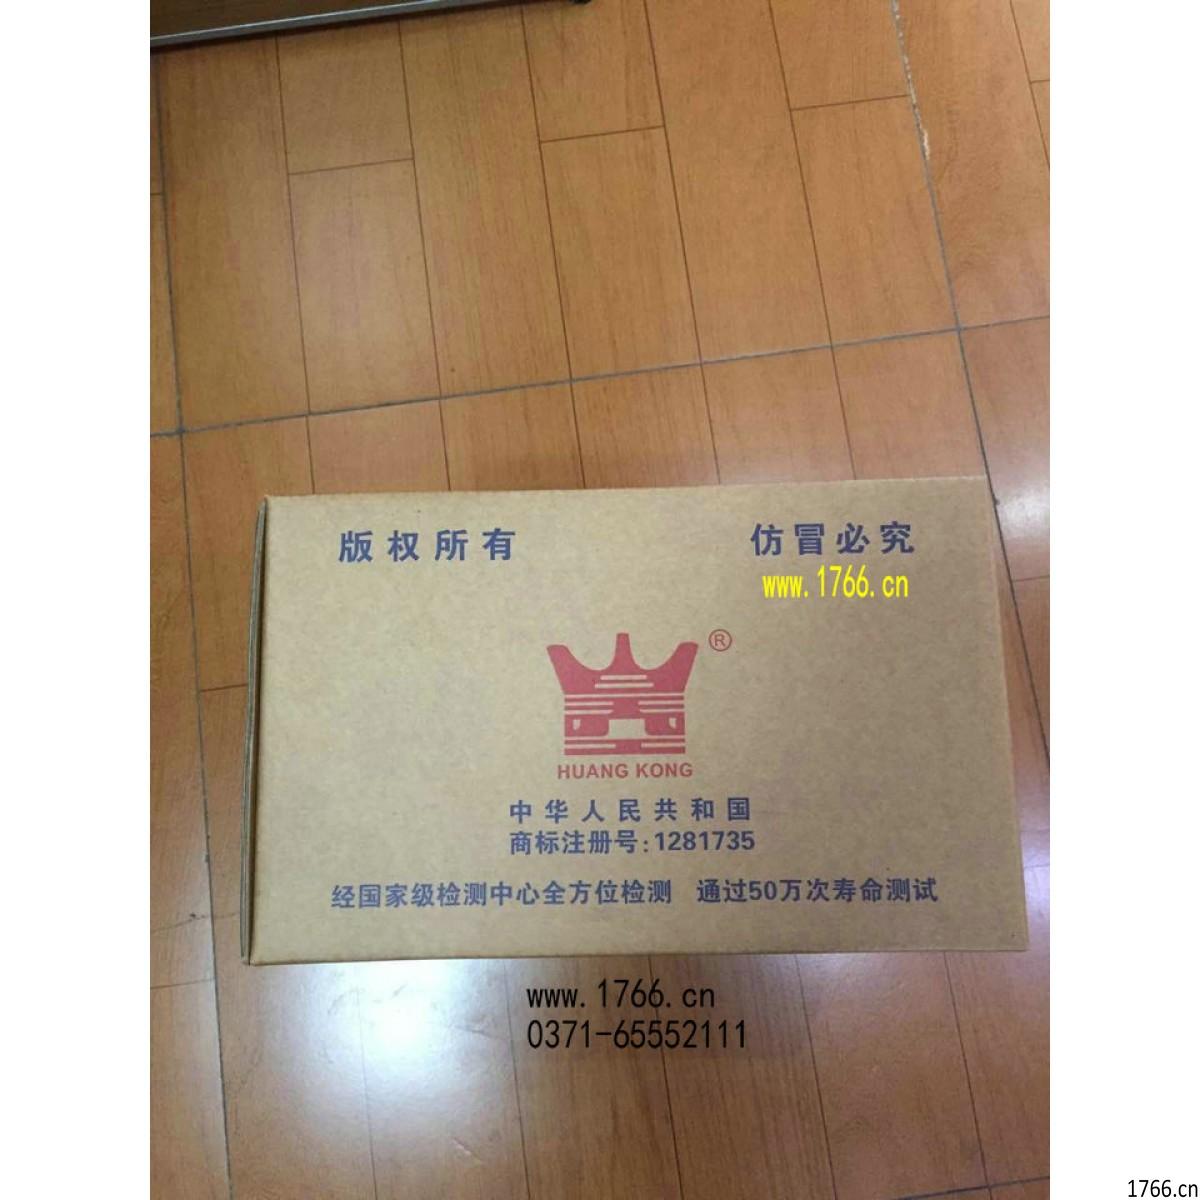 版权所有 仿冒必究
www.1766.cn
®
HUANG KONG
中华人民共和国
商标注册号:1281735
经国家级检测中心全方位检测 通过50万次寿命测试
www.1766.cn
0371-65552111
1766.cn